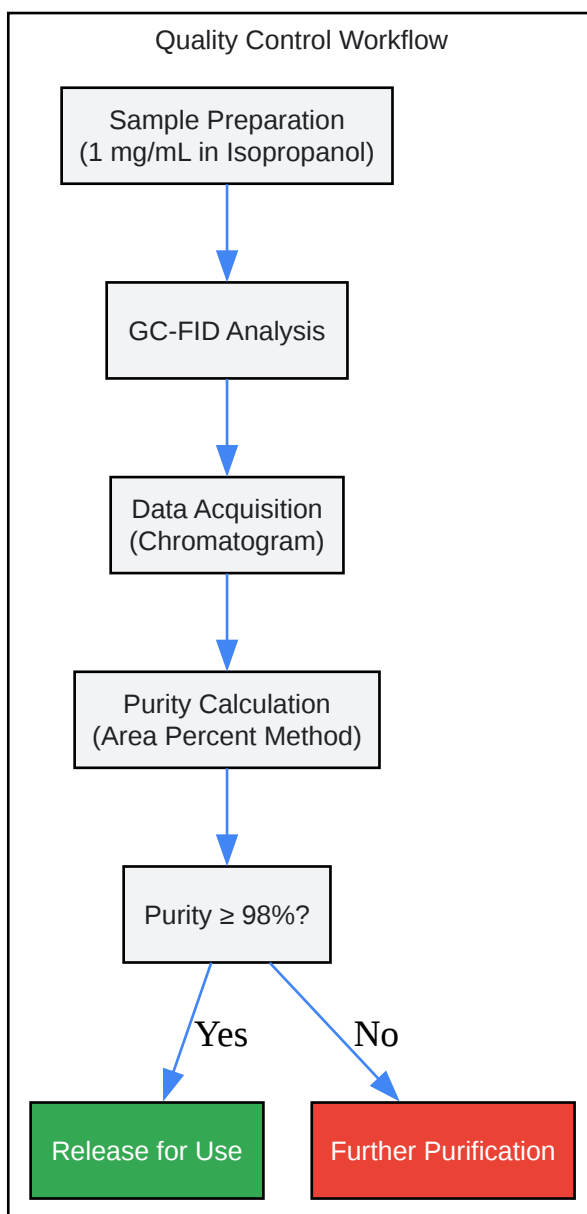 Quality Control Workflow
Sample Preparation
(1 mg/mL in Isopropanol)
GC-FID Analysis
Data Acquisition
(Chromatogram)
Purity Calculation
(Area Percent Method)
Purity ≥ 98%?
Yes
No
Release for Use
Further Purification